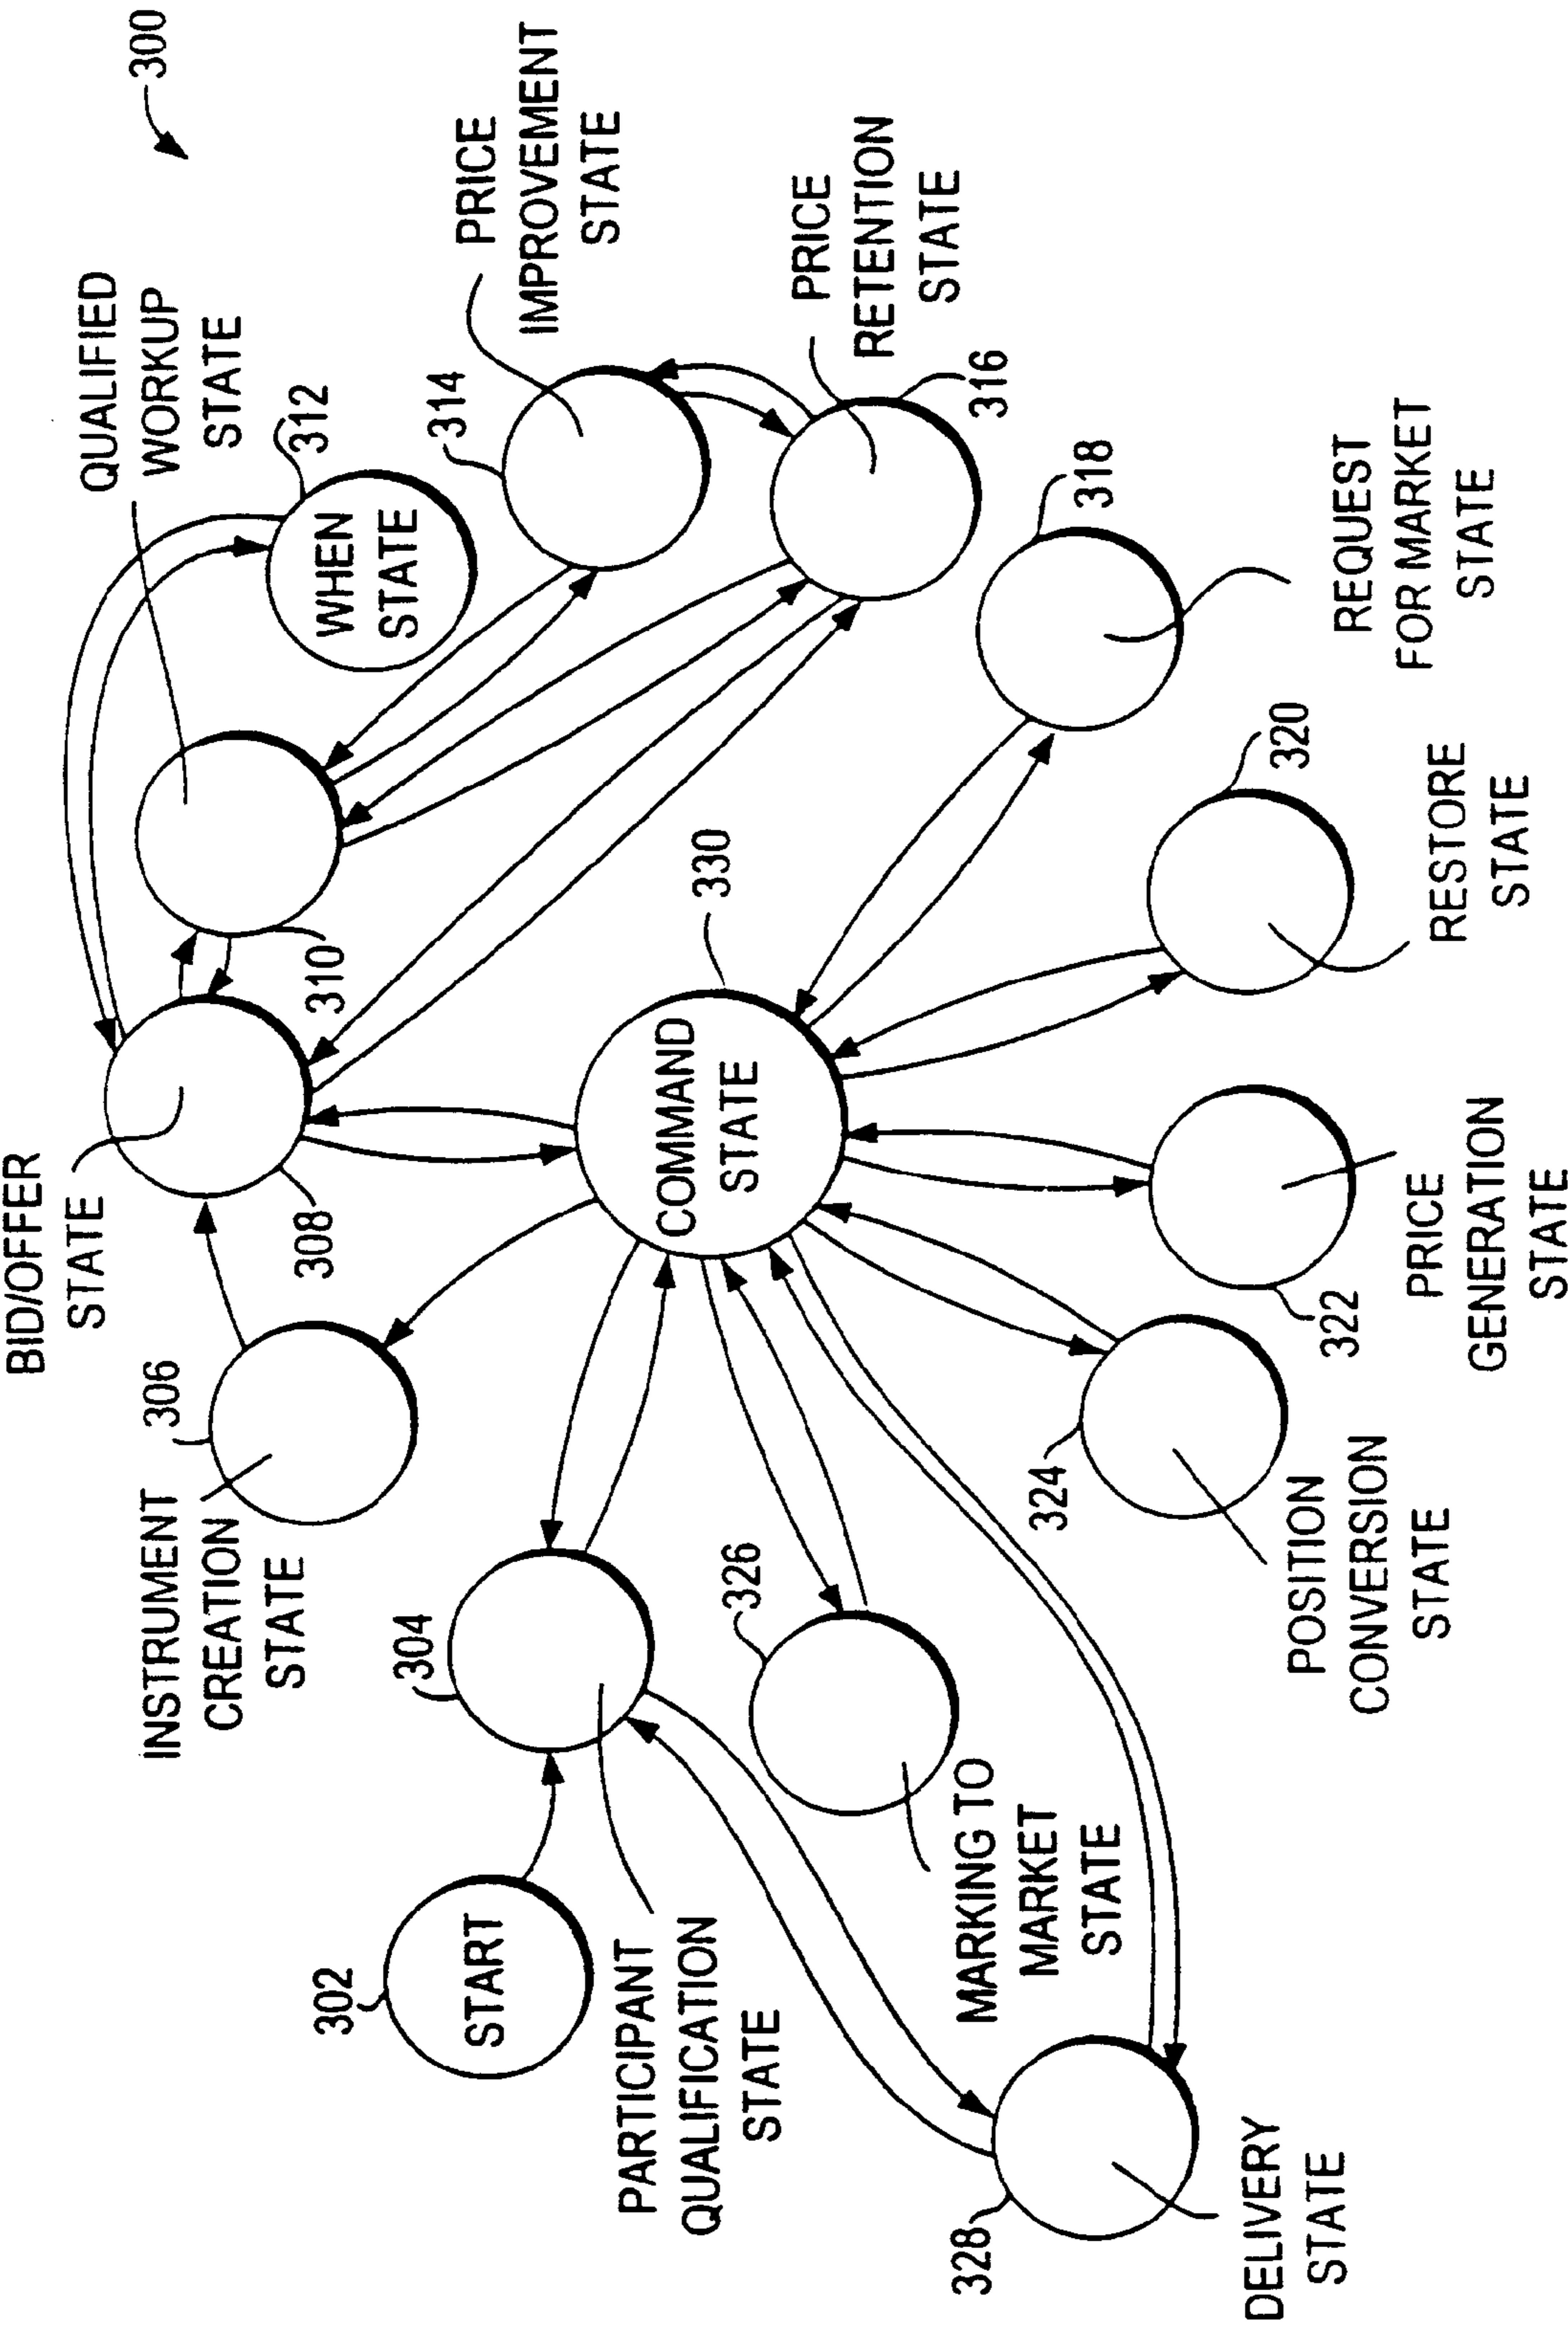 300
BID/OFFER
STATE
308
QUALIFIED
WORKUP
STATE
310
312
WHEN
STATE
INSTRUMENT
CREATION
STATE
306
314
PRICE
IMPROVEMENT
STATE
302
START
304
PARTICIPANT
QUALIFICATION
STATE
330
COMMAND
STATE
PRICE
RETENTION
STATE
316
326
MARKING TO
MARKET
STATE
318
REQUEST
FOR MARKET
STATE
328
DELIVERY
STATE
324
POSITION
CONVERSION
STATE
322
PRICE
GENERATION
STATE
320
RESTORE
STATE